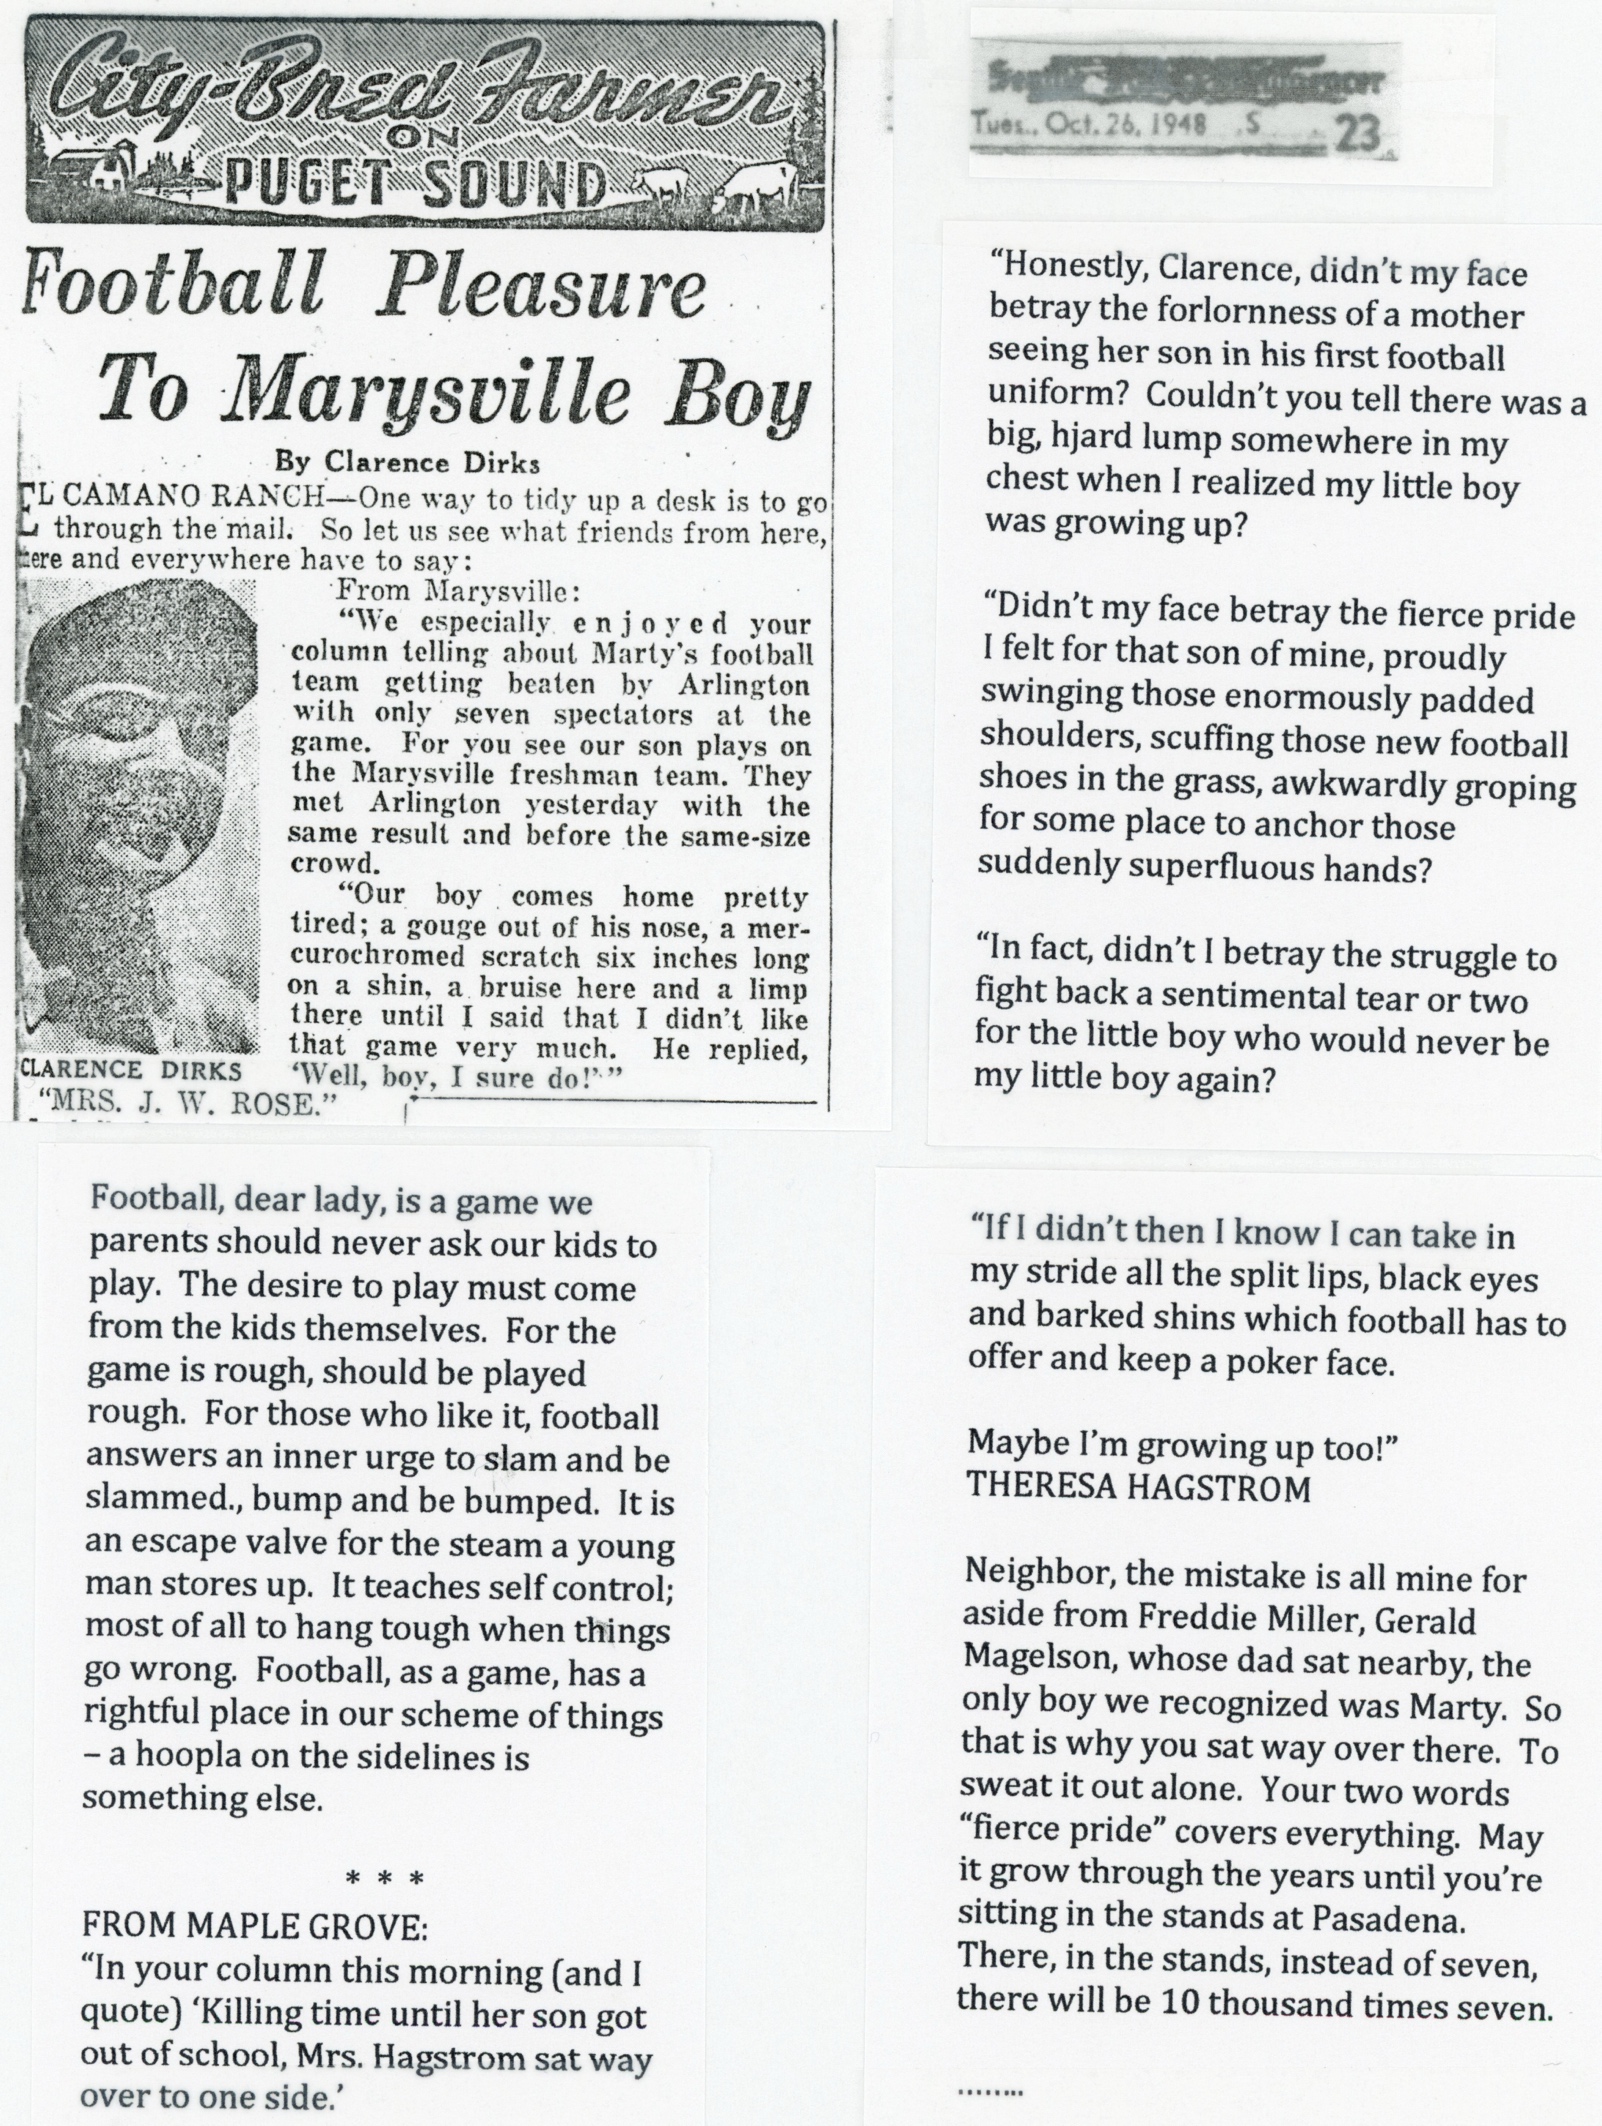 City-Bred Farmer
ON
PUGET SOUND
Football Pleasure
To Marysville Boy
By Clarence Dirks
EL CAMANO RANCH—One way to tidy up a desk is to go
through the mail. So let us see what friends from here,
there and everywhere have to say:
From Marysville:
“We especially enjoyed your
column telling about Marty's football
team getting beaten by Arlington
with only seven spectators at the
game. For you see our son plays on
the Marysville freshman team. They
met Arlington yesterday with the
same result and before the same-size
crowd.
“Our boy comes home pretty
tired; a gouge out of his nose, a mer-
curochromed scratch six inches long
on a shin, a bruise here and a limp
there until I said that I didn't like
that game very much. He replied,
‘Well, boy, I sure do!’”
CLARENCE DIRKS
“MRS. J. W. ROSE.”
Football, dear lady, is a game we
parents should never ask our kids to
play. The desire to play must come
from the kids themselves. For the
game is rough, should be played
rough. For those who like it, football
answers an inner urge to slam and be
slammed., bump and be bumped. It is
an escape valve for the steam a young
man stores up. It teaches self control;
most of all to hang tough when things
go wrong. Football, as a game, has a
rightful place in our scheme of things
– a hoopla on the sidelines is
something else.
* * *
FROM MAPLE GROVE:
“In your column this morning (and I
quote) ‘Killing time until her son got
out of school, Mrs. Hagstrom sat way
over to one side.’
Tues., Oct. 26, 1948 S 23
“Honestly, Clarence, didn’t my face
betray the forlornness of a mother
seeing her son in his first football
uniform? Couldn’t you tell there was a
big, hjard lump somewhere in my
chest when I realized my little boy
was growing up?
“Didn’t my face betray the fierce pride
I felt for that son of mine, proudly
swinging those enormously padded
shoulders, scuffing those new football
shoes in the grass, awkwardly groping
for some place to anchor those
suddenly superfluous hands?
“In fact, didn’t I betray the struggle to
fight back a sentimental tear or two
for the little boy who would never be
my little boy again?
“If I didn’t then I know I can take in
my stride all the split lips, black eyes
and barked shins which football has to
offer and keep a poker face.
Maybe I’m growing up too!”
THERESA HAGSTROM
Neighbor, the mistake is all mine for
aside from Freddie Miller, Gerald
Magelson, whose dad sat nearby, the
only boy we recognized was Marty. So
that is why you sat way over there. To
sweat it out alone. Your two words
“fierce pride” covers everything. May
it grow through the years until you’re
sitting in the stands at Pasadena.
There, in the stands, instead of seven,
there will be 10 thousand times seven.
........